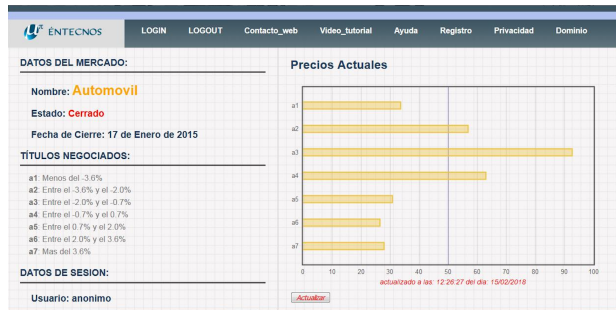 ÉNTECNOS
LOGIN LOGOUT Contacto_web Video_tutorial Ayuda Registro Privacidad Dominio
DATOS DEL MERCADO:
Nombre: Automovil
Estado: Cerrado
Fecha de Cierre: 17 de Enero de 2015
TÍTULOS NEGOCIADOS:
a1: Menos del -3.6%
a2: Entre el -3.6% y el -2.0%
a3: Entre el -2.0% y el -0.7%
a4: Entre el -0.7% y el 0.7%
a5: Entre el 0.7% y el 2.0%
a6: Entre el 2.0% y el 3.6%
a7: Mas del 3.6%
DATOS DE SESION:
Usuario: anonimo
Precios Actuales
a1
a2
a3
a4
a5
a6
a7
0 10 20 30 40 50 60 70 80 90 100
actualizado a las: 12:26:27 del dia: 15/02/2018
Actualizar